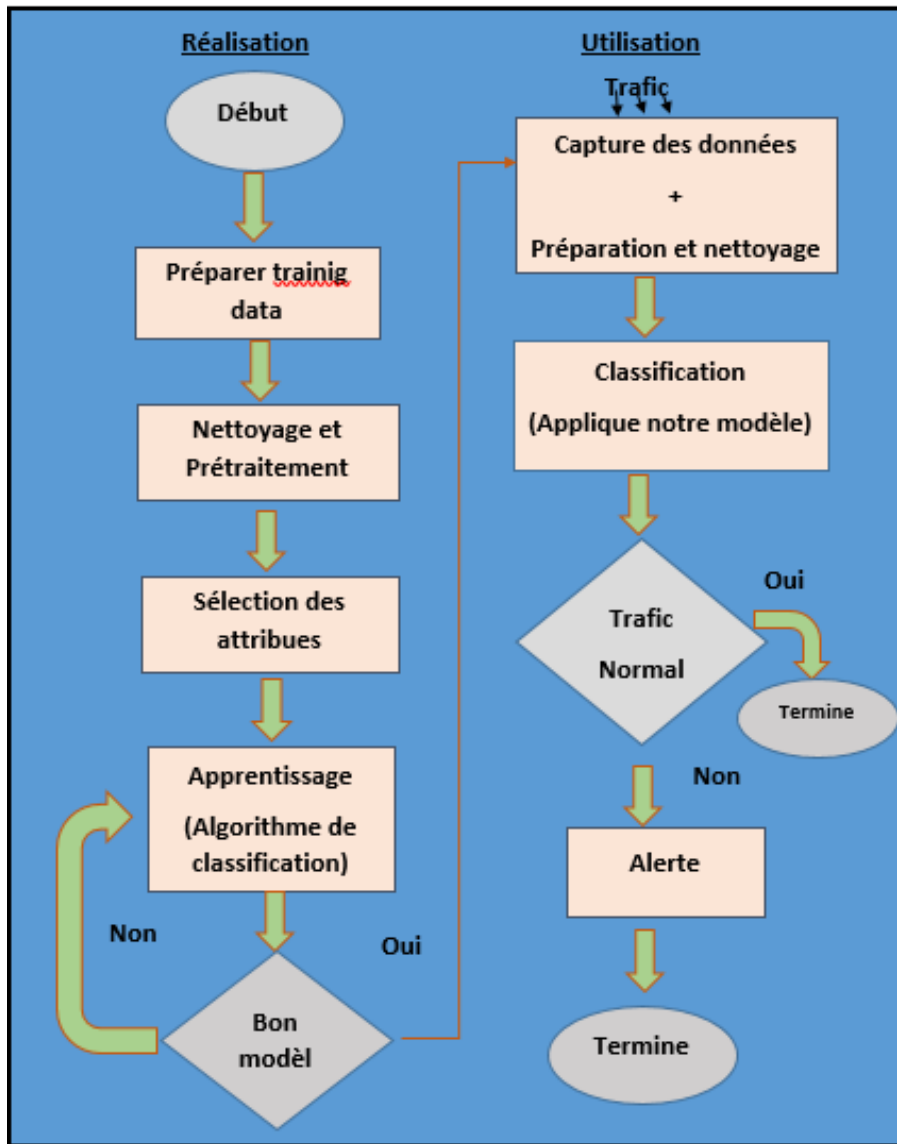 Réalisation
Début
Préparer trainig
data
Nettoyage et
Prétraitement
Sélection des
attribues
Apprentissage
(Algorithme de
classification)
Non
Oui
Bon
modèl
Utilisation
Trafic
Capture des données
+
Préparation et nettoyage
Classification
(Applique notre modèle)
Trafic
Normal
Oui
Termine
Non
Alerte
Termine